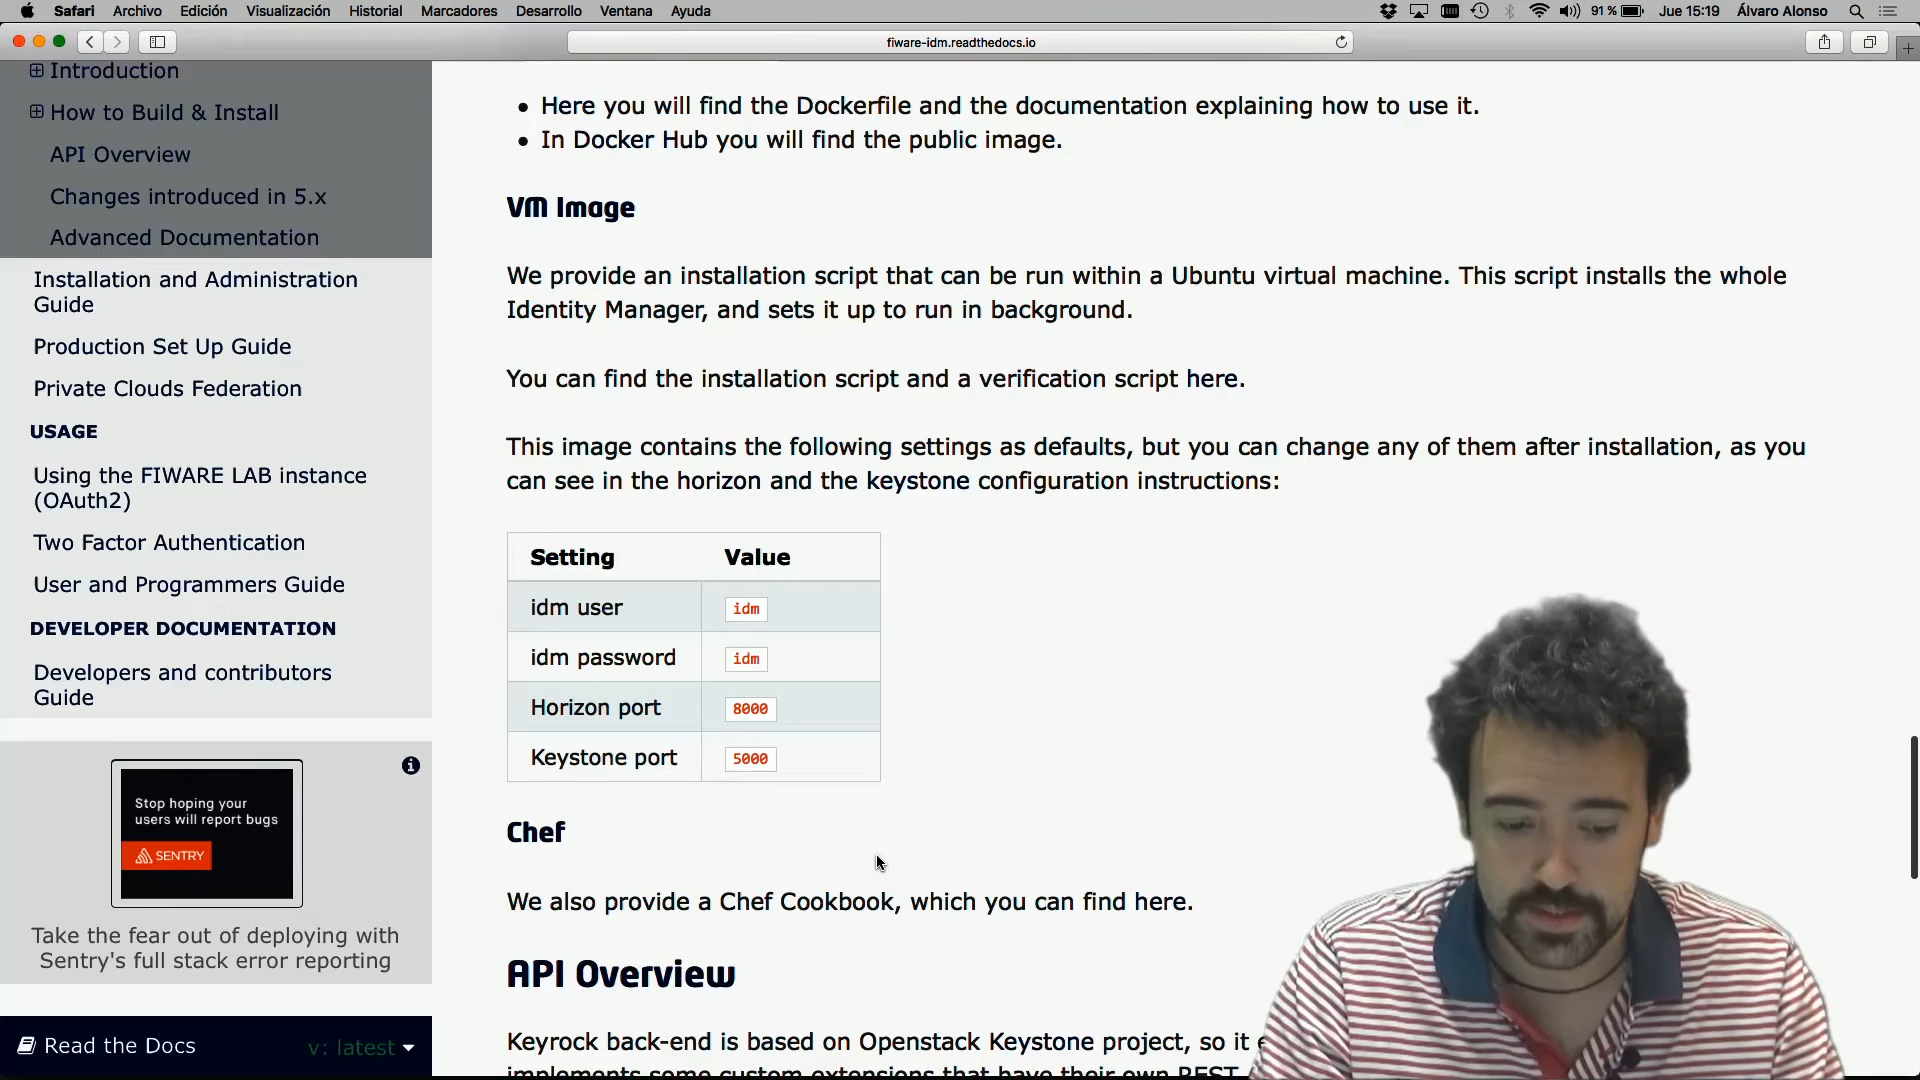 Safari Archivo Edición Visualización Historial Marcadores Desarrollo Ventana Ayuda 91 % Jue 15:19 Álvaro Alonso
fiware-idm.readthedocs.io
Introduction
How to Build & Install
API Overview
Changes introduced in 5.x
Advanced Documentation
Installation and Administration
Guide
Production Set Up Guide
Private Clouds Federation
USAGE
Using the FIWARE LAB instance
(OAuth2)
Two Factor Authentication
User and Programmers Guide
DEVELOPER DOCUMENTATION
Developers and contributors
Guide
Stop hoping your
users will report bugs
SENTRY
Take the fear out of deploying with
Sentry's full stack error reporting
Read the Docs v: latest
• Here you will find the Dockerfile and the documentation explaining how to use it.
• In Docker Hub you will find the public image.
VM Image
We provide an installation script that can be run within a Ubuntu virtual machine. This script installs the whole
Identity Manager, and sets it up to run in background.
You can find the installation script and a verification script here.
This image contains the following settings as defaults, but you can change any of them after installation, as you
can see in the horizon and the keystone configuration instructions:
Setting Value
idm user idm
idm password idm
Horizon port 8000
Keystone port 5000
Chef
We also provide a Chef Cookbook, which you can find here.
API Overview
Keyrock back-end is based on Openstack Keystone project, so it
implements some custom extensions that have their own REST